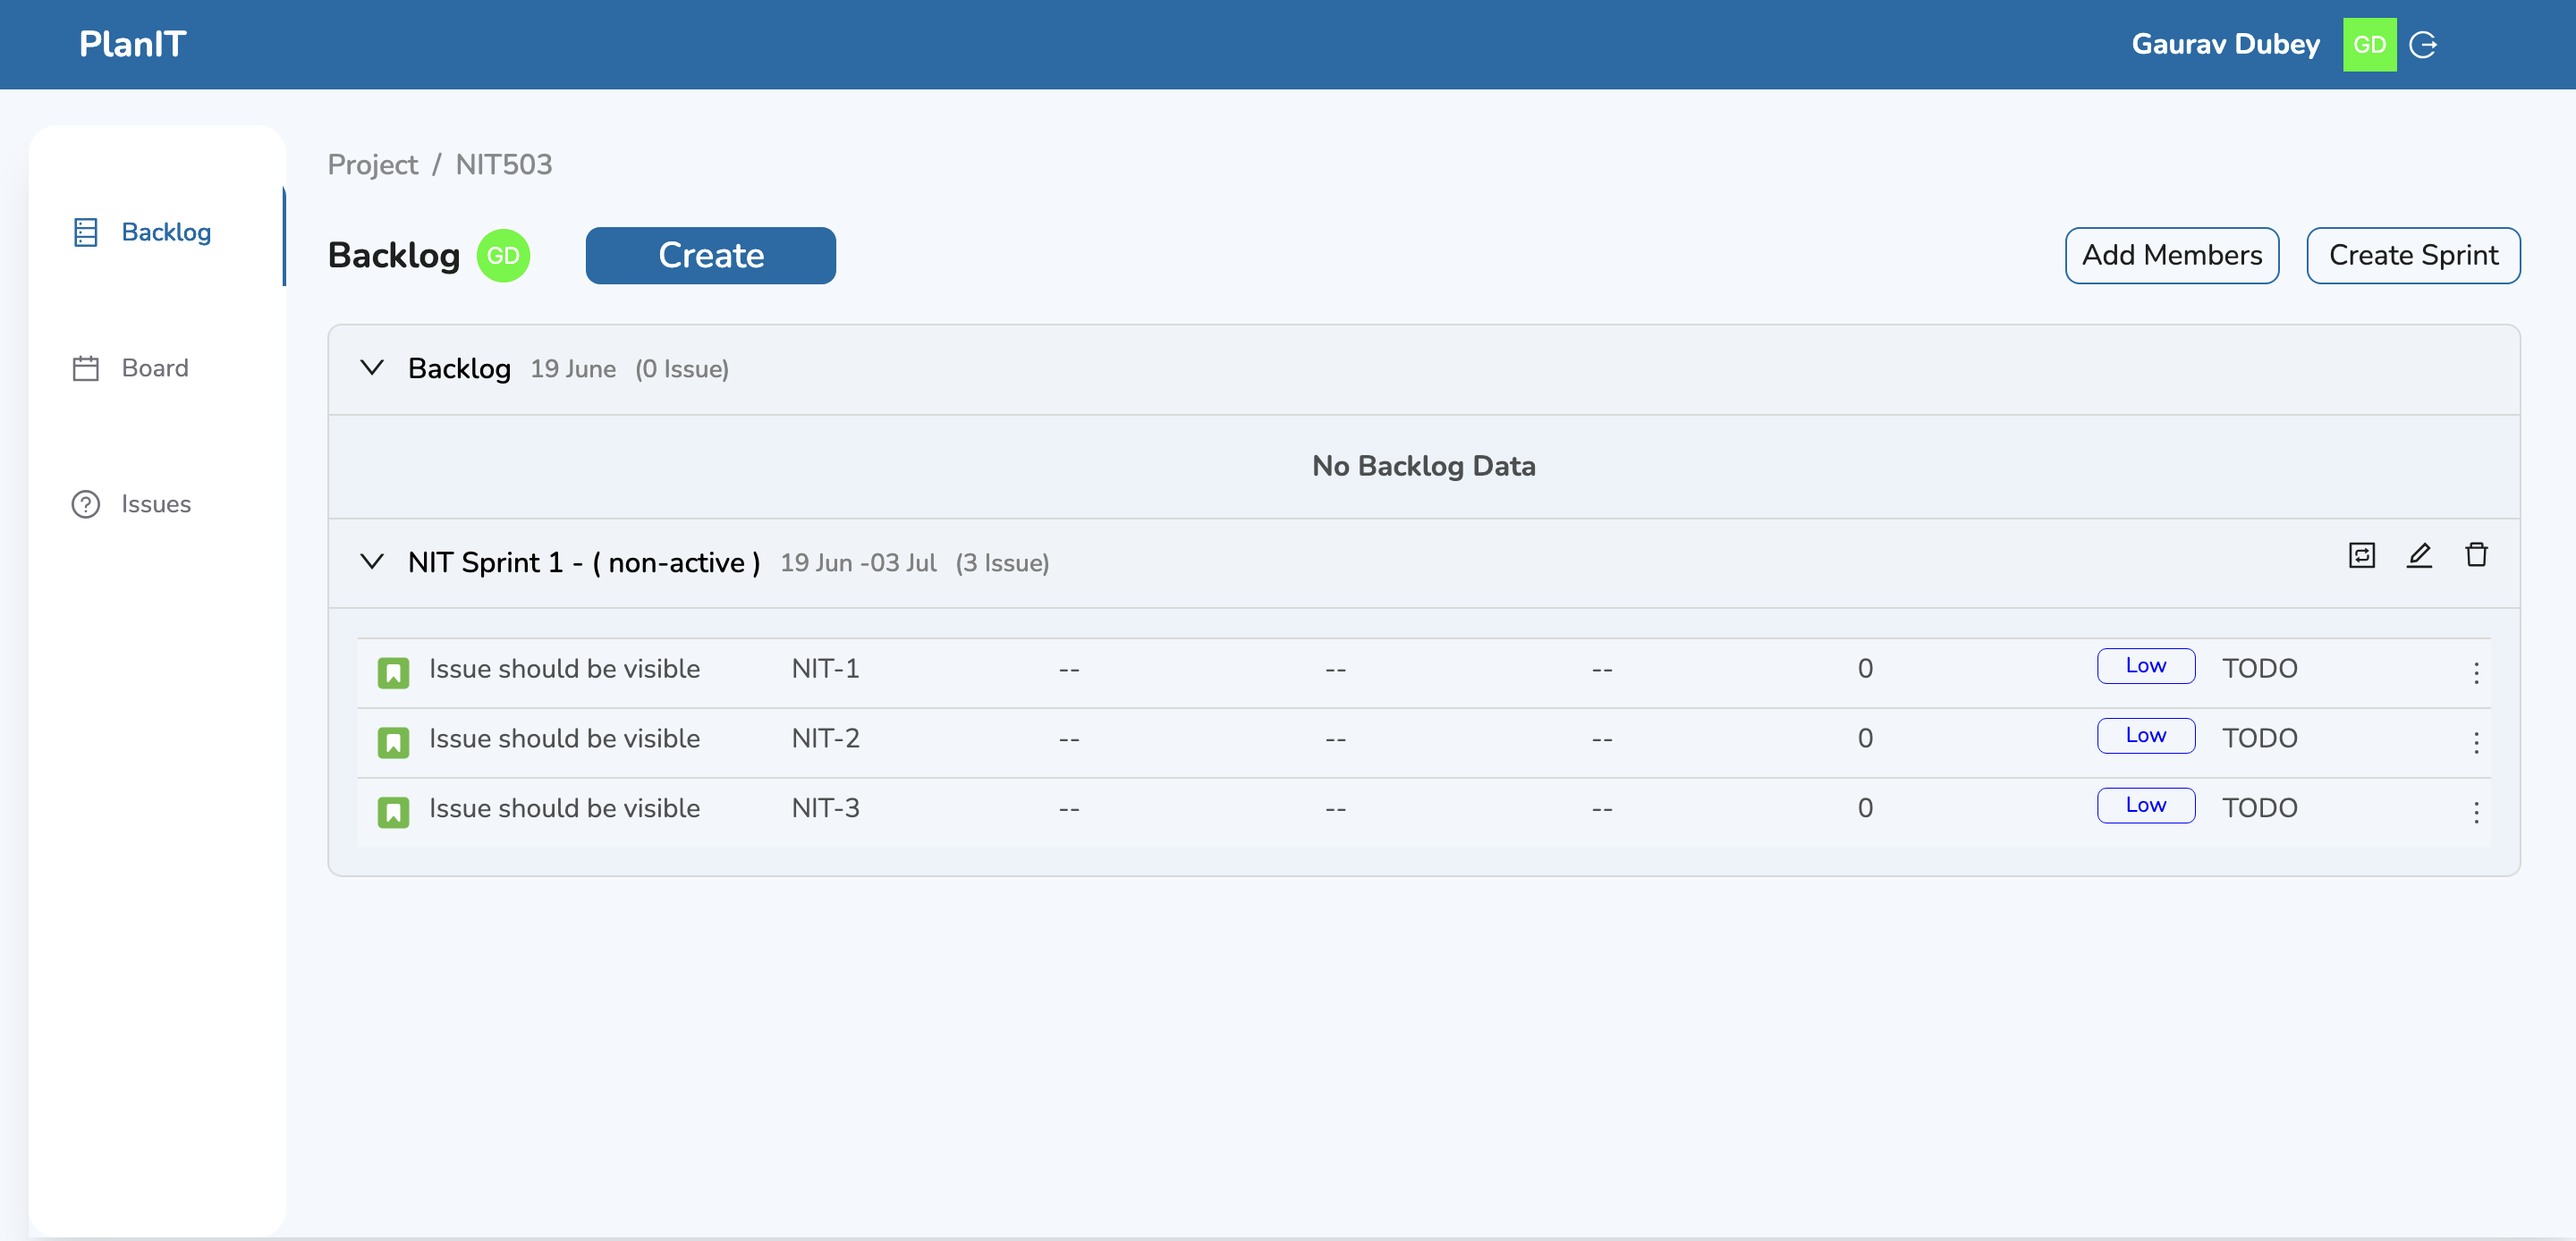 PlanIT
Gaurav Dubey GD
Backlog
Board
Issues
Project / NIT503
Backlog GD Create Add Members Create Sprint
Backlog 19 June (0 Issue)
No Backlog Data
NIT Sprint 1 - ( non-active ) 19 Jun -03 Jul (3 Issue)
Issue should be visible NIT-1 -- -- -- 0 Low TODO
Issue should be visible NIT-2 -- -- -- 0 Low TODO
Issue should be visible NIT-3 -- -- -- 0 Low TODO